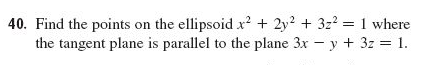 40. Find the points on the ellipsoid x² + 2y² + 3z² = 1 where
the tangent plane is parallel to the plane 3x − y + 3z = 1.